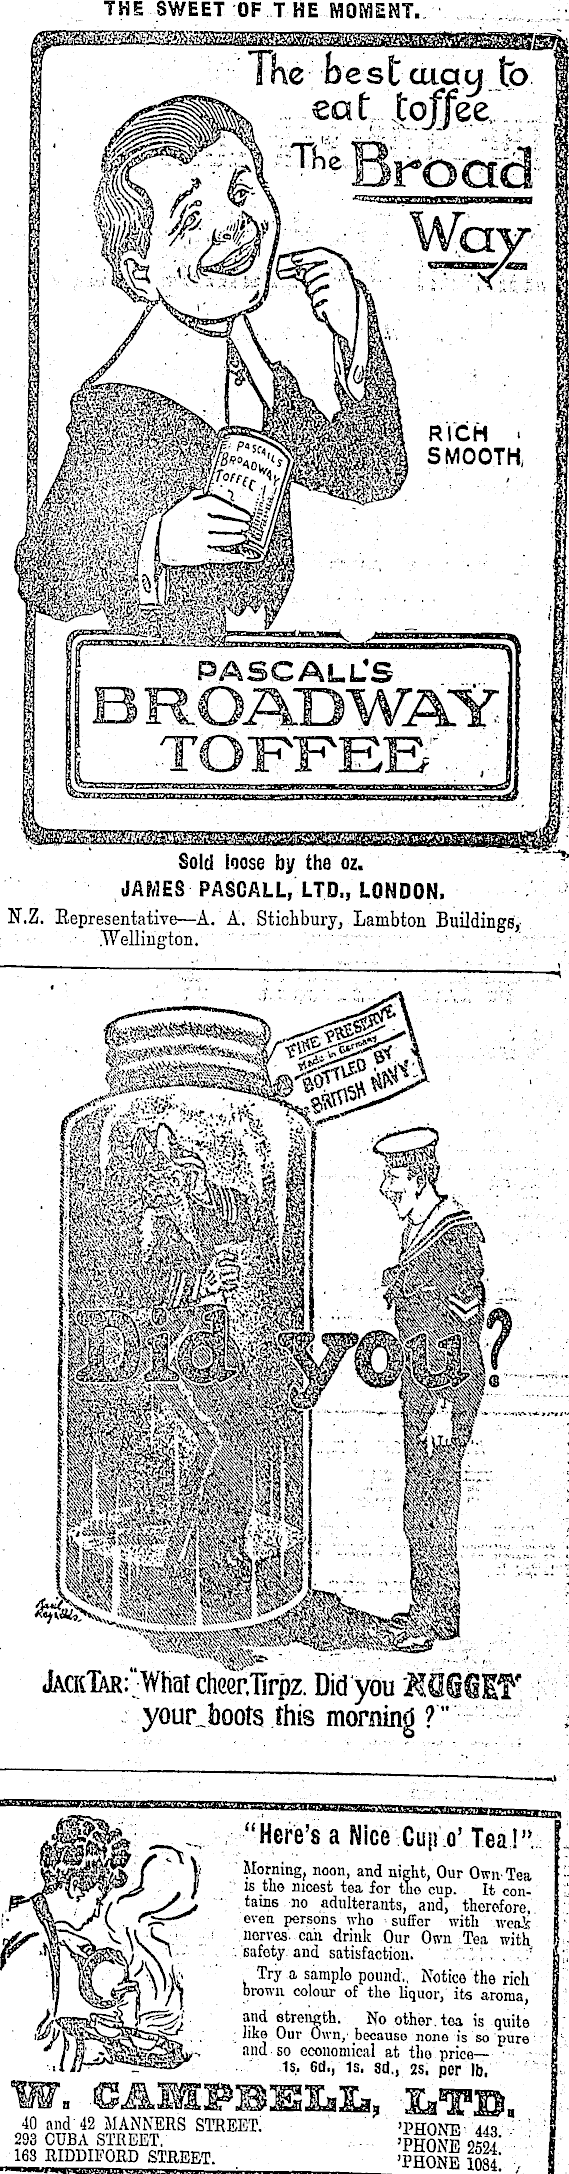 THE SWEET OF THE MOMENT.
The best way to
eat toffee
The Broad
Way
RICH
SMOOTH
PASCALL'S
BROADWAY
TOFFEE
PASCALL'S
BROADWAY
TOFFEE
Sold loose by the oz.
JAMES PASCALL, LTD., LONDON.
N.Z. Representative—A. A. Stichbury, Lambton Buildings,
Wellington.
FINE PRESERVE
Made in Germany
BOTTLED BY
BRITISH NAVY
Did you?
JACK TAR: "What cheer, Tirpz. Did you NUGGET
your boots this morning?"
"Here's a Nice Cup o' Tea!"
Morning, noon, and night, Our Own Tea
is the nicest tea for the cup. It con-
tains no adulterants, and, therefore,
even persons who suffer with weak
nerves can drink Our Own Tea with
safety and satisfaction.
Try a sample pound. Notice the rich
brown colour of the liquor, its aroma,
and strength. No other tea is quite
like Our Own, because none is so pure
and so economical at the price—
1s. 6d., 1s. 8d., 2s. per lb.
W. CAMPBELL, LTD.
40 and 42 MANNERS STREET. 'PHONE 443.
293 CUBA STREET. 'PHONE 2524.
163 RIDDIFORD STREET. 'PHONE 1084.